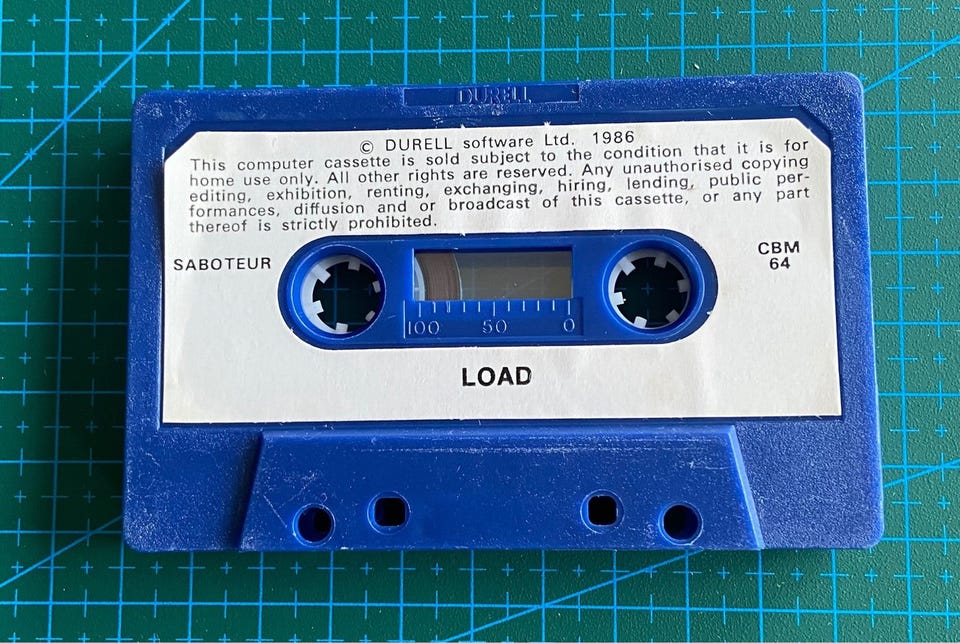 DURELL
© DURELL software Ltd. 1986
This computer cassette is sold subject to the condition that it is for
home use only. All other rights are reserved. Any unauthorised copying
editing, exhibition, renting, exchanging, hiring, lending, public per-
formances, diffusion and or broadcast of this cassette, or any part
thereof is strictly prohibited.
SABOTEUR
CBM
64
100 50 0
LOAD